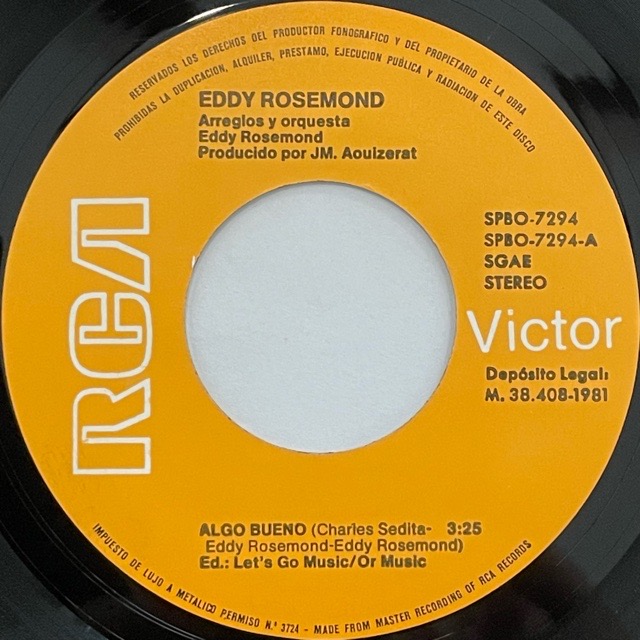 RESERVADOS LOS DERECHOS DEL PRODUCTOR FONOGRAFICO Y DEL PROPIETARIO DE LA OBRA
PROHIBIDAS LA DUPLICACION, ALQUILER, PRESTAMO, EJECUCION PUBLICA Y RADIACION DE ESTE DISCO
EDDY ROSEMOND
Arreglos y orquesta
Eddy Rosemond
Producido por JM. Aouizerat
RCA
SPBO-7294
SPBO-7294-A
SGAE
STEREO
Victor
Depósito Legal:
M. 38.408-1981
ALGO BUENO (Charles Sedita- 3:25
Eddy Rosemond-Eddy Rosemond)
Ed.: Let's Go Music/Or Music
IMPUESTO DE LUJO A METALICO PERMISO N.º 3724 - MADE FROM MASTER RECORDING OF RCA RECORDS